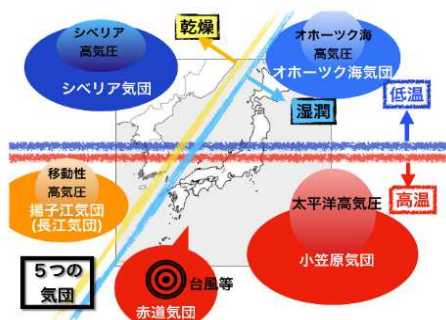 シベリア
高気圧
シベリア気団
乾燥
オホーツク海
高気圧
オホーツク海気団
湿潤
低温
移動性
高気圧
揚子江気団
(長江気団)
太平洋高気圧
小笠原気団
高温
５つの
気団
台風等
赤道気団